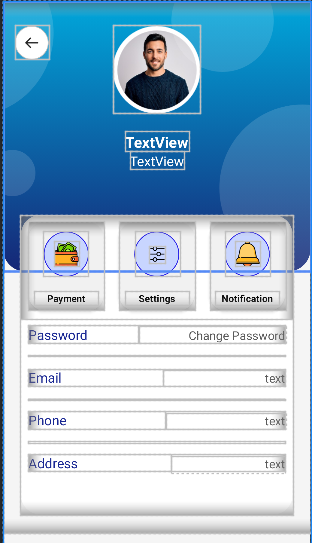 TextView
TextView
Payment Settings Notification
Password Change Password
Email text
Phone text
Address text